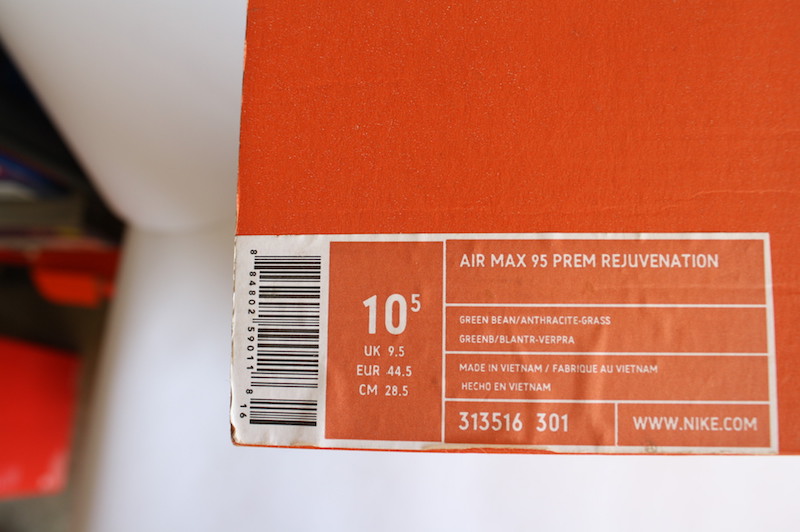 8 84802 59011 8 16
10⁵
UK 9.5
EUR 44.5
CM 28.5
AIR MAX 95 PREM REJUVENATION
GREEN BEAN/ANTHRACITE-GRASS
GREENB/BLANTR-VERPRA
MADE IN VIETNAM / FABRIQUE AU VIETNAM
HECHO EN VIETNAM
313516 301
WWW.NIKE.COM